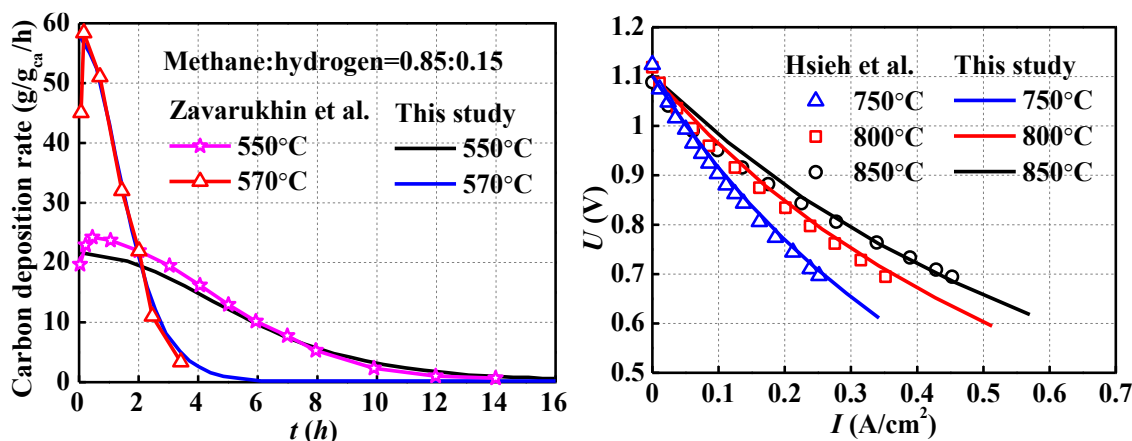 Carbon deposition rate (g/g_ca/h)
60
50
40
30
20
10
0
Methane:hydrogen=0.85:0.15
Zavarukhin et al. This study
550°C 550°C
570°C 570°C
0 2 4 6 8 10 12 14 16
t (h)
U (V)
1.2
1.1
1
0.9
0.8
0.7
0.6
0.5
Hsieh et al. This study
750°C 750°C
800°C 800°C
850°C 850°C
0 0.1 0.2 0.3 0.4 0.5 0.6 0.7
I (A/cm²)